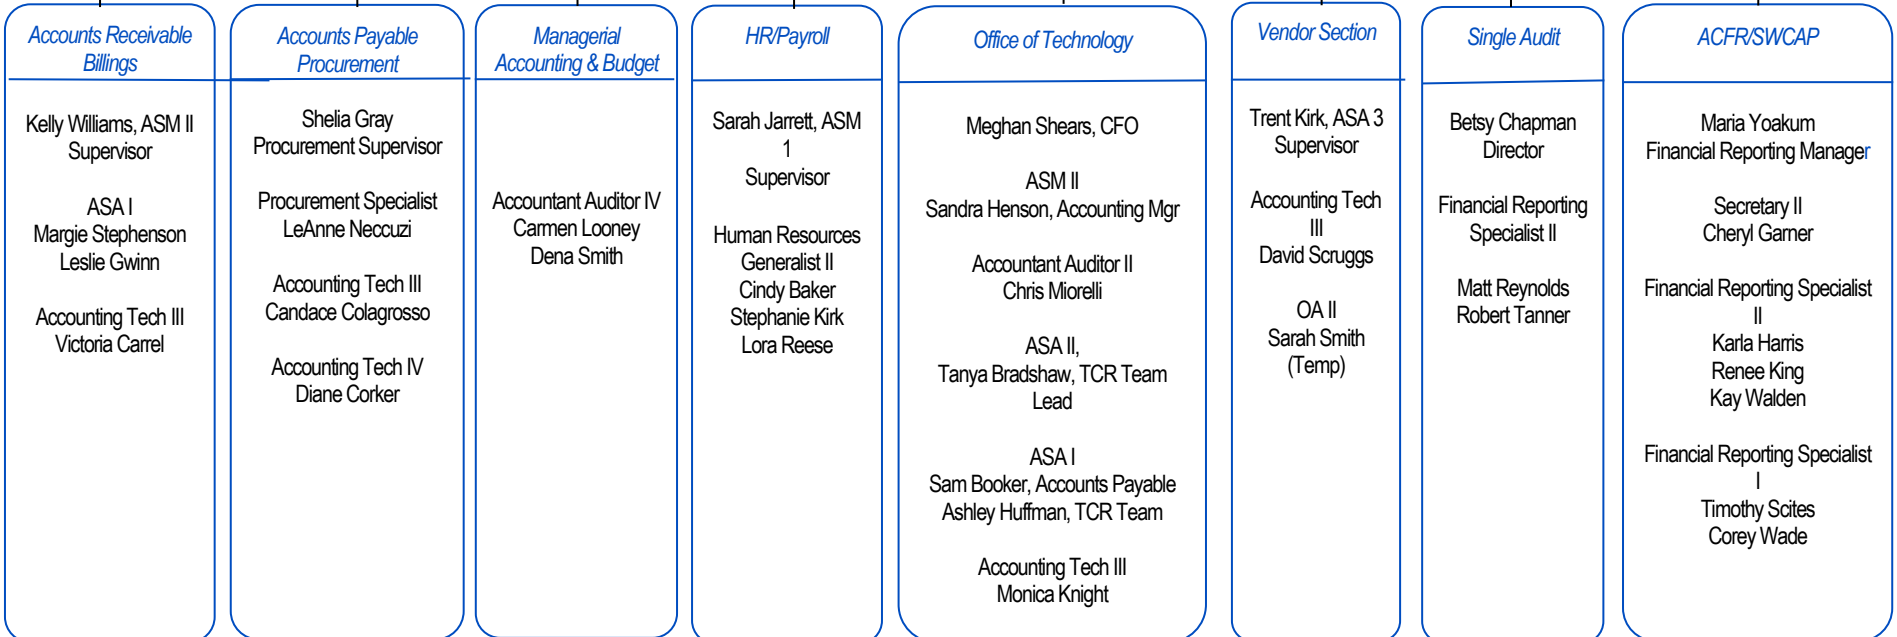 Accounts Receivable
Billings
Kelly Williams, ASM II
Supervisor
ASA I
Margie Stephenson
Leslie Gwinn
Accounting Tech III
Victoria Carrel
Accounts Payable
Procurement
Shelia Gray
Procurement Supervisor
Procurement Specialist
LeAnne Neccuzi
Accounting Tech III
Candace Colagrosso
Accounting Tech IV
Diane Corker
Managerial
Accounting & Budget
Accountant Auditor IV
Carmen Looney
Dena Smith
HR/Payroll
Sarah Jarrett, ASM
1
Supervisor
Human Resources
Generalist II
Cindy Baker
Stephanie Kirk
Lora Reese
Office of Technology
Meghan Shears, CFO
ASM II
Sandra Henson, Accounting Mgr
Accountant Auditor II
Chris Miorelli
ASA II,
Tanya Bradshaw, TCR Team
Lead
ASA I
Sam Booker, Accounts Payable
Ashley Huffman, TCR Team
Accounting Tech III
Monica Knight
Vendor Section
Trent Kirk, ASA 3
Supervisor
Accounting Tech
III
David Scruggs
OA II
Sarah Smith
(Temp)
Single Audit
Betsy Chapman
Director
Financial Reporting
Specialist II
Matt Reynolds
Robert Tanner
ACFR/SWCAP
Maria Yoakum
Financial Reporting Manager
Secretary II
Cheryl Garner
Financial Reporting Specialist
II
Karla Harris
Renee King
Kay Walden
Financial Reporting Specialist
I
Timothy Scites
Corey Wade